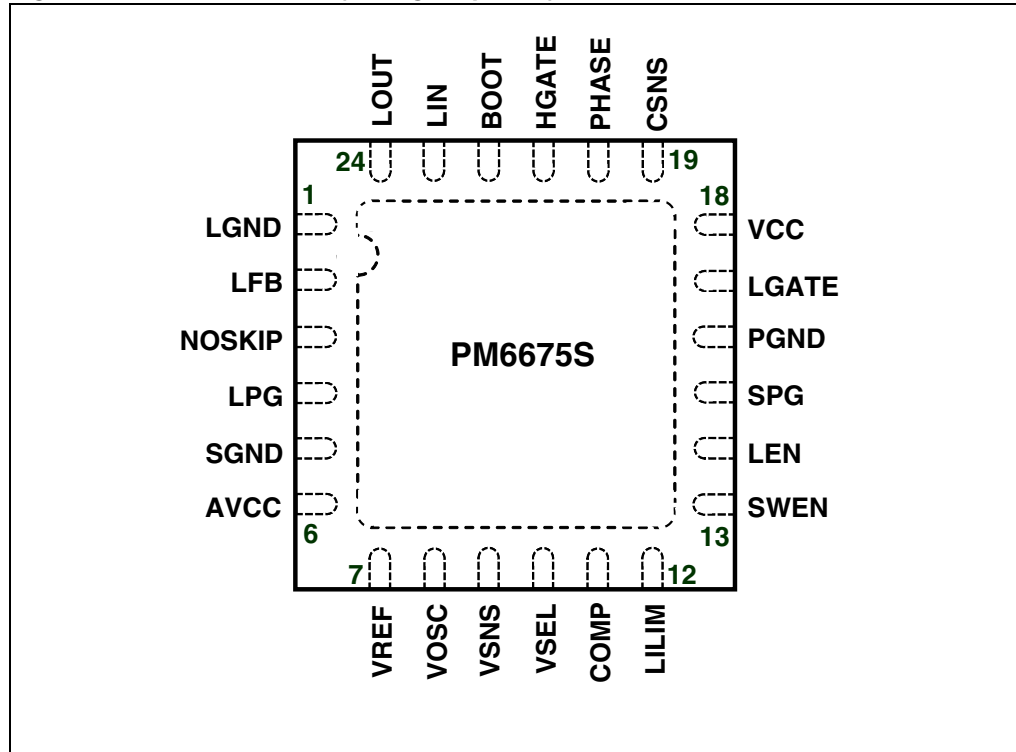 LOUT
LIN
BOOT
HGATE
PHASE
CSNS
24
19
1
18
LGND
VCC
LFB
LGATE
NOSKIP
PGND
PM6675S
LPG
SPG
SGND
LEN
AVCC
SWEN
6
13
7
12
VREF
VOSC
VSNS
VSEL
COMP
LILIM